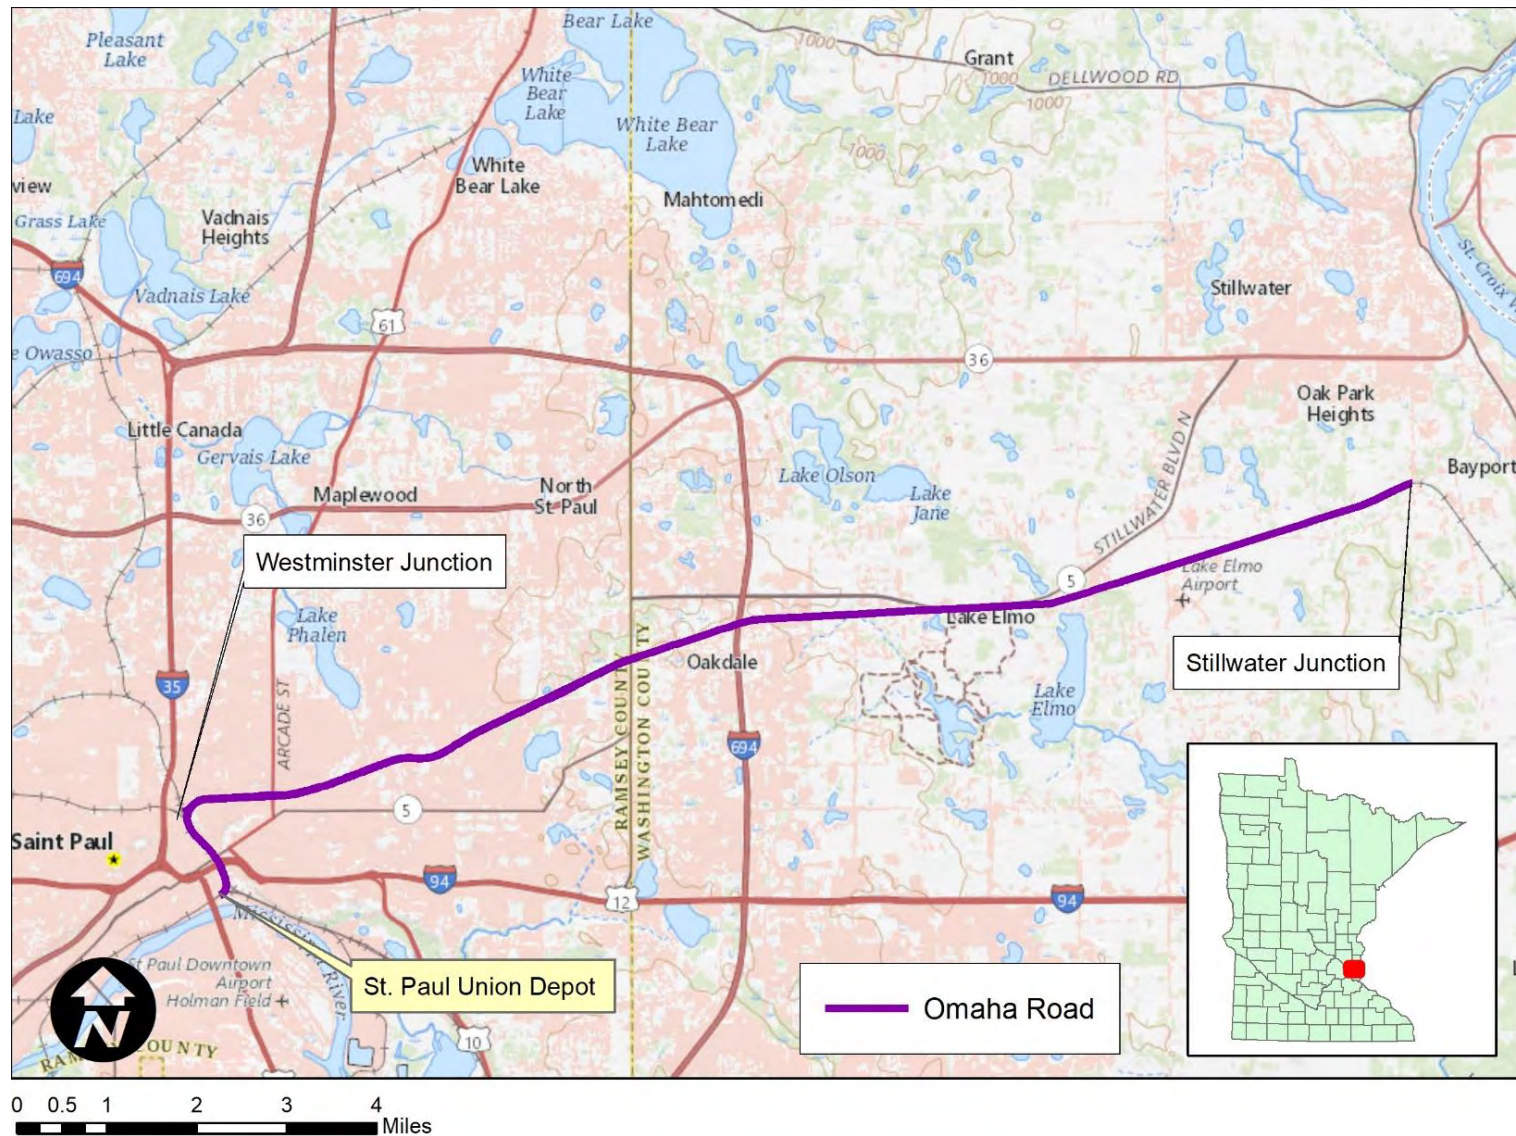 Pleasant
Lake
Bear Lake
1000
Grant
1000
DELLWOOD RD
1000
White
Bear
Lake
Lake
White Bear
Lake
1000
White
Bear Lake
view
Mahtomedi
Grass Lake
Vadnais
Heights
694
Vadnais Lake
St. Croix
Stillwater
61
Owasso
36
Oak Park
Heights
Little Canada
Gervais Lake
STILLWATER BLVD N
Bayport
Lake Olson
Lake
Jane
Maplewood
North
St. Paul
36
Westminster Junction
Lake Elmo
Airport
5
Lake
Phalen
Lake Elmo
RAMSEY COUNTY
WASHINGTON COUNTY
Oakdale
Stillwater Junction
35
ARCADE ST
Lake
Elmo
694
5
Saint Paul
94
12
94
Mississippi River
St Paul Downtown
Airport
Holman Field
St. Paul Union Depot
Omaha Road
N
10
COUNTY
0 0.5 1 2 3 4
Miles